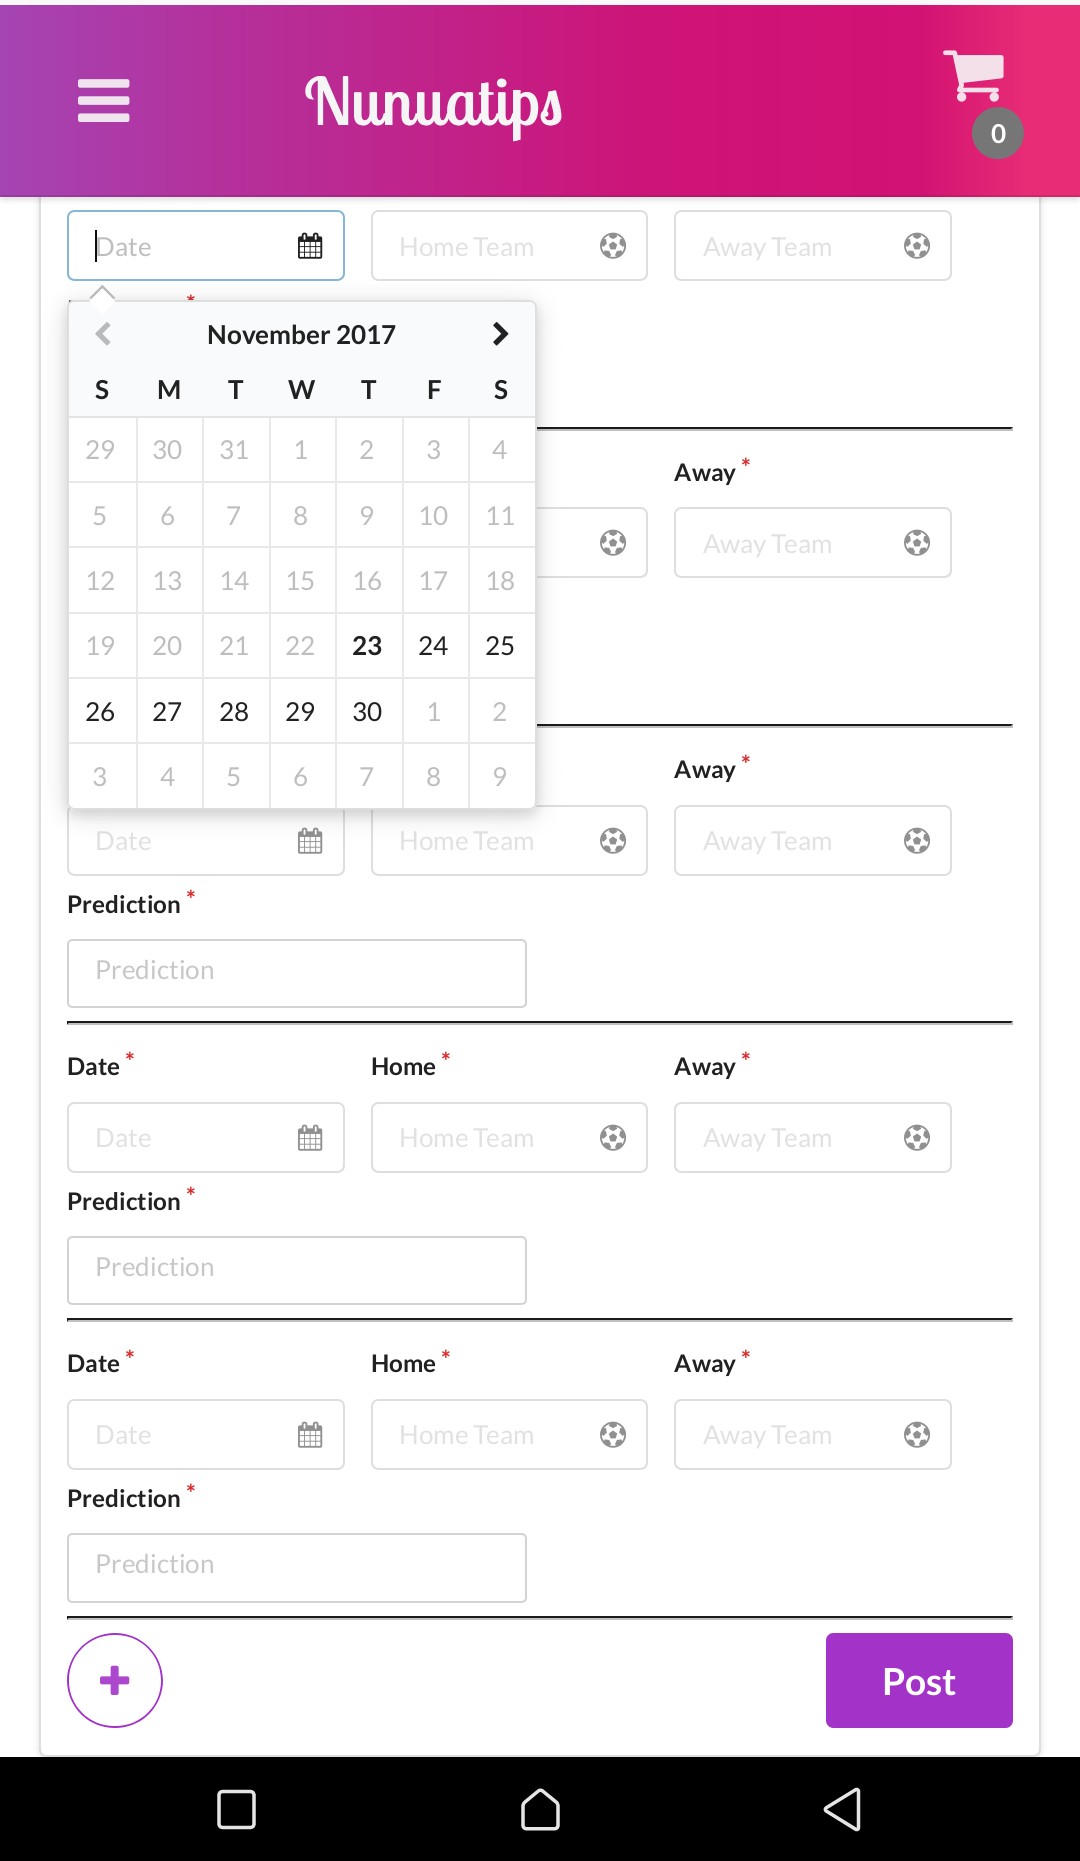 Nunuatips
0
Date Home Team Away Team
*
November 2017
S M T W T F S
29 30 31 1 2 3 4
Away *
5 6 7 8 9 10 11
Away Team
12 13 14 15 16 17 18
19 20 21 22 23 24 25
26 27 28 29 30 1 2
3 4 5 6 7 8 9
Away *
Date Home Team Away Team
Prediction *
Prediction
Date * Home * Away *
Date Home Team Away Team
Prediction *
Prediction
Date * Home * Away *
Date Home Team Away Team
Prediction *
Prediction
Post